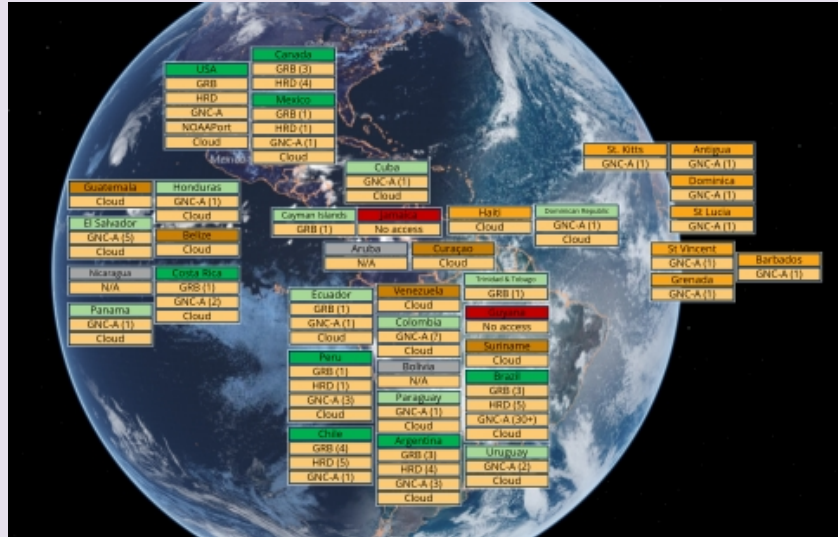 Canada
GRB (3)
HRD (4)
USA
GRB
HRD
GNC-A
NOAAPort
Cloud
Mexico
GRB (1)
HRD (1)
GNC-A (1)
Cloud
Mexico
Cuba
GNC-A (1)
Cloud
St. Kitts
GNC-A (1)
Antigua
GNC-A (1)
Dominica
GNC-A (1)
St Lucia
GNC-A (1)
Guatemala
Cloud
Honduras
GNC-A (1)
Cloud
El Salvador
GNC-A (5)
Cloud
Belize
Cloud
Nicaragua
N/A
Costa Rica
GRB (1)
GNC-A (2)
Cloud
Panama
GNC-A (1)
Cloud
Cayman Islands
GRB (1)
Jamaica
No access
Haiti
Cloud
Dominican Republic
GNC-A (1)
Cloud
Aruba
N/A
Curaçao
Cloud
St Vincent
GNC-A (1)
Grenada
GNC-A (1)
Barbados
GNC-A (1)
Ecuador
GRB (1)
GNC-A (1)
Cloud
Venezuela
Cloud
Trinidad & Tobago
GRB (1)
Colombia
GNC-A (7)
Cloud
Guyana
No access
Suriname
Cloud
Peru
GRB (1)
HRD (1)
GNC-A (3)
Cloud
Bolivia
N/A
Brazil
GRB (3)
HRD (5)
GNC-A (30+)
Cloud
Paraguay
GNC-A (1)
Cloud
Chile
GRB (4)
HRD (5)
GNC-A (1)
Argentina
GRB (3)
HRD (4)
GNC-A (3)
Cloud
Uruguay
GNC-A (2)
Cloud